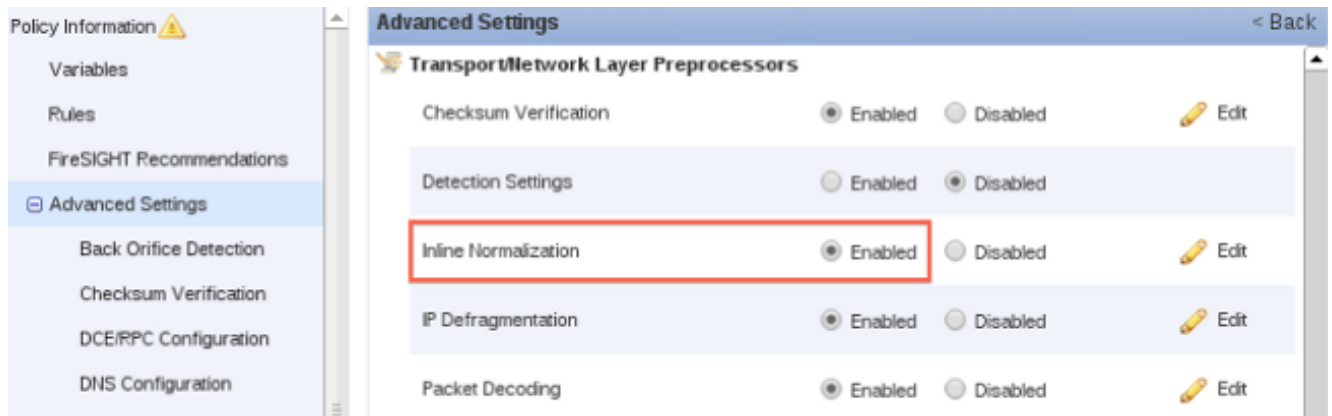 Policy Information
Variables
Rules
FireSIGHT Recommendations
Advanced Settings
Back Orifice Detection
Checksum Verification
DCE/RPC Configuration
DNS Configuration
Advanced Settings < Back
Transport/Network Layer Preprocessors
Checksum Verification Enabled Disabled Edit
Detection Settings Enabled Disabled
Inline Normalization Enabled Disabled Edit
IP Defragmentation Enabled Disabled Edit
Packet Decoding Enabled Disabled Edit